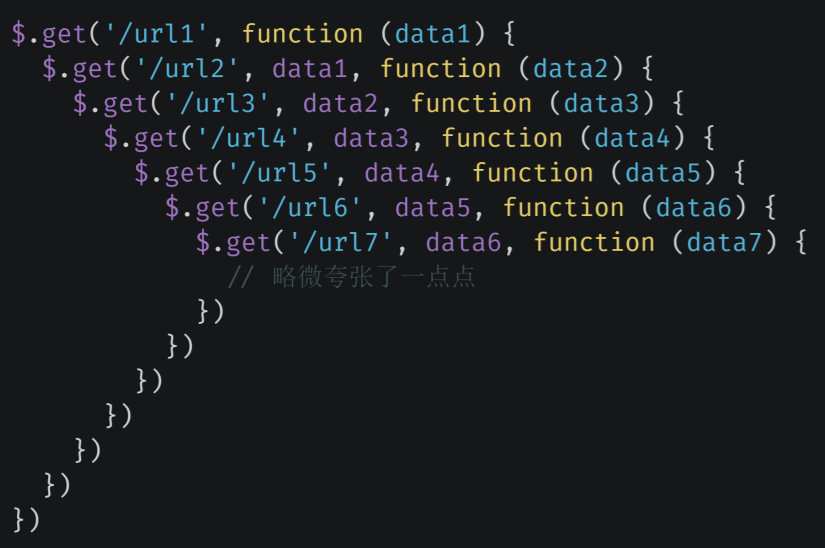 $.get('/url1', function (data1) {
  $.get('/url2', data1, function (data2) {
    $.get('/url3', data2, function (data3) {
      $.get('/url4', data3, function (data4) {
        $.get('/url5', data4, function (data5) {
          $.get('/url6', data5, function (data6) {
            $.get('/url7', data6, function (data7) {
              // 略微夸张了一点点
            })
          })
        })
      })
    })
  })
})